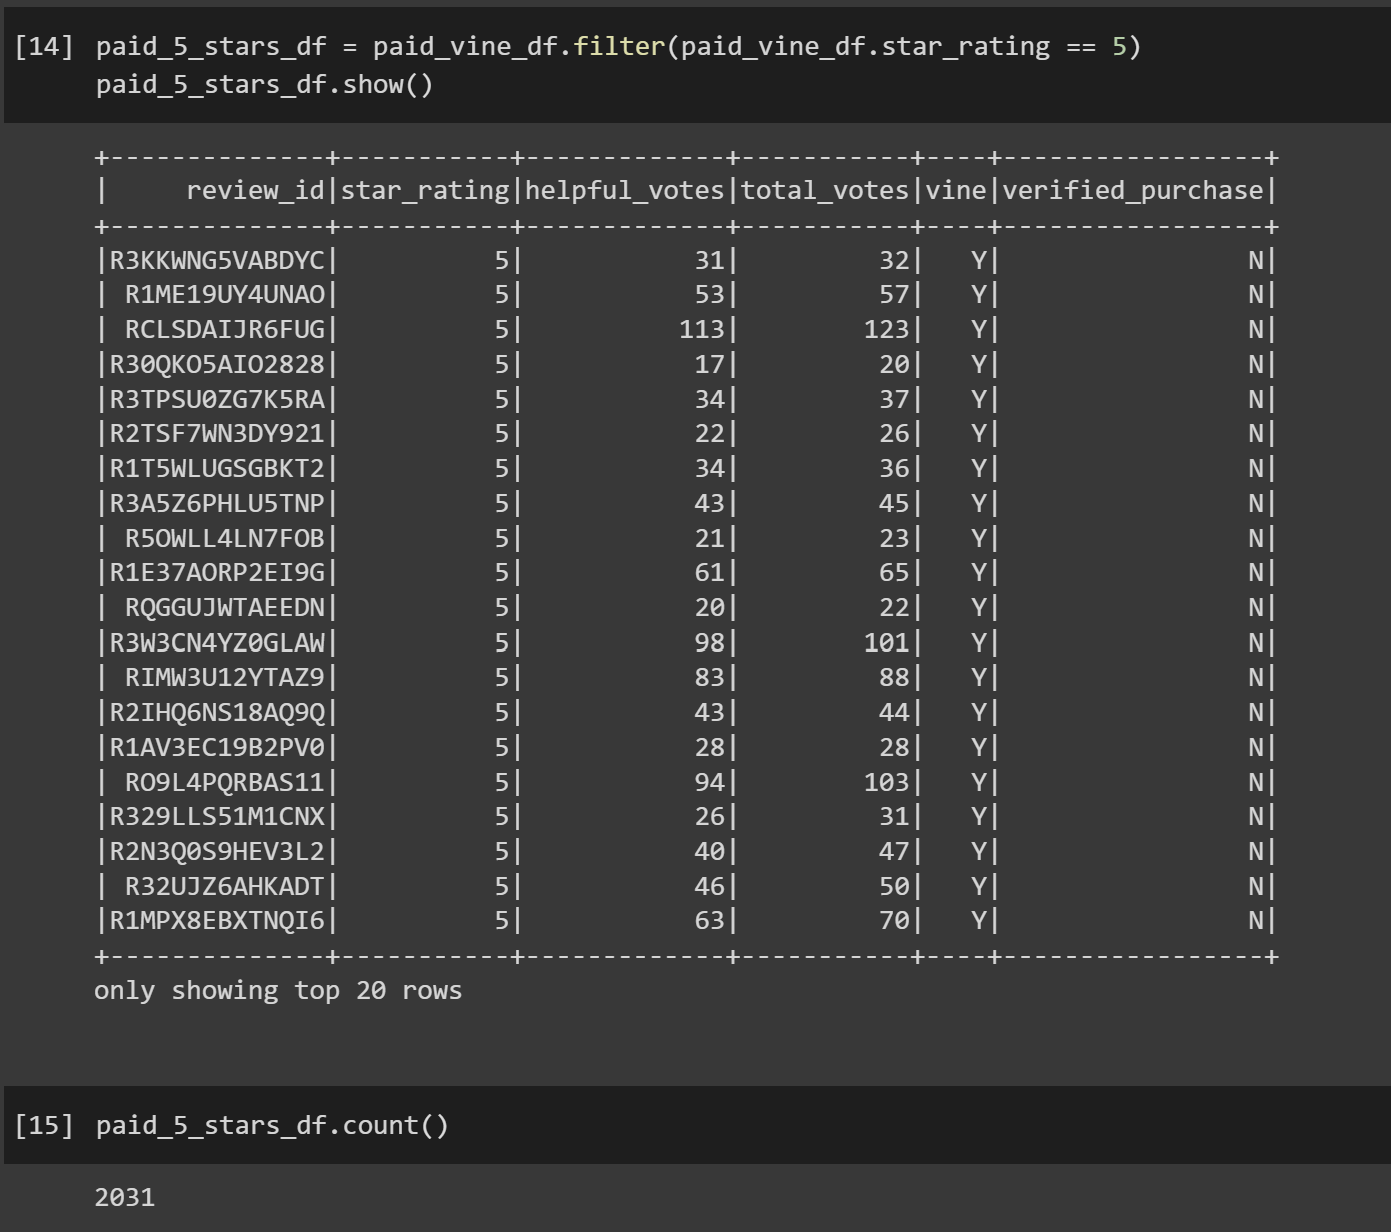 [14] paid_5_stars_df = paid_vine_df.filter(paid_vine_df.star_rating == 5)
paid_5_stars_df.show()
+--------------+-----------+-------------+-----------+----+-----------------+
|     review_id|star_rating|helpful_votes|total_votes|vine|verified_purchase|
+--------------+-----------+-------------+-----------+----+-----------------+
|R3KKWNG5VABDYC|          5|           31|         32|   Y|                N|
| R1ME19UY4UNAO|          5|           53|         57|   Y|                N|
| RCLSDAIJR6FUG|          5|          113|        123|   Y|                N|
|R30QKO5AIO2828|          5|           17|         20|   Y|                N|
|R3TPSU0ZG7K5RA|          5|           34|         37|   Y|                N|
|R2TSF7WN3DY921|          5|           22|         26|   Y|                N|
|R1T5WLUGSGBKT2|          5|           34|         36|   Y|                N|
|R3A5Z6PHLU5TNP|          5|           43|         45|   Y|                N|
| R5OWLL4LN7FOB|          5|           21|         23|   Y|                N|
|R1E37AORP2EI9G|          5|           61|         65|   Y|                N|
| RQGGUJWTAEEDN|          5|           20|         22|   Y|                N|
|R3W3CN4YZ0GLAW|          5|           98|        101|   Y|                N|
| RIMW3U12YTAZ9|          5|           83|         88|   Y|                N|
|R2IHQ6NS18AQ9Q|          5|           43|         44|   Y|                N|
|R1AV3EC19B2PV0|          5|           28|         28|   Y|                N|
| RO9L4PQRBAS11|          5|           94|        103|   Y|                N|
|R329LLS51M1CNX|          5|           26|         31|   Y|                N|
|R2N3Q0S9HEV3L2|          5|           40|         47|   Y|                N|
| R32UJZ6AHKADT|          5|           46|         50|   Y|                N|
|R1MPX8EBXTNQI6|          5|           63|         70|   Y|                N|
+--------------+-----------+-------------+-----------+----+-----------------+
only showing top 20 rows
[15] paid_5_stars_df.count()
2031